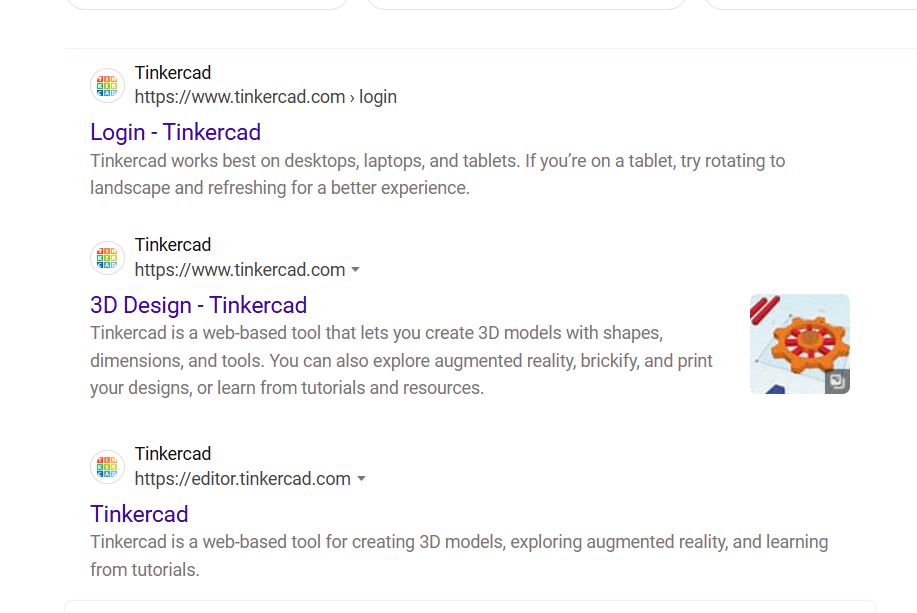 Tinkercad
https://www.tinkercad.com › login
Login - Tinkercad
Tinkercad works best on desktops, laptops, and tablets. If you’re on a tablet, try rotating to
landscape and refreshing for a better experience.
Tinkercad
https://www.tinkercad.com
3D Design - Tinkercad
Tinkercad is a web-based tool that lets you create 3D models with shapes,
dimensions, and tools. You can also explore augmented reality, brickify, and print
your designs, or learn from tutorials and resources.
Tinkercad
https://editor.tinkercad.com
Tinkercad
Tinkercad is a web-based tool for creating 3D models, exploring augmented reality, and learning
from tutorials.